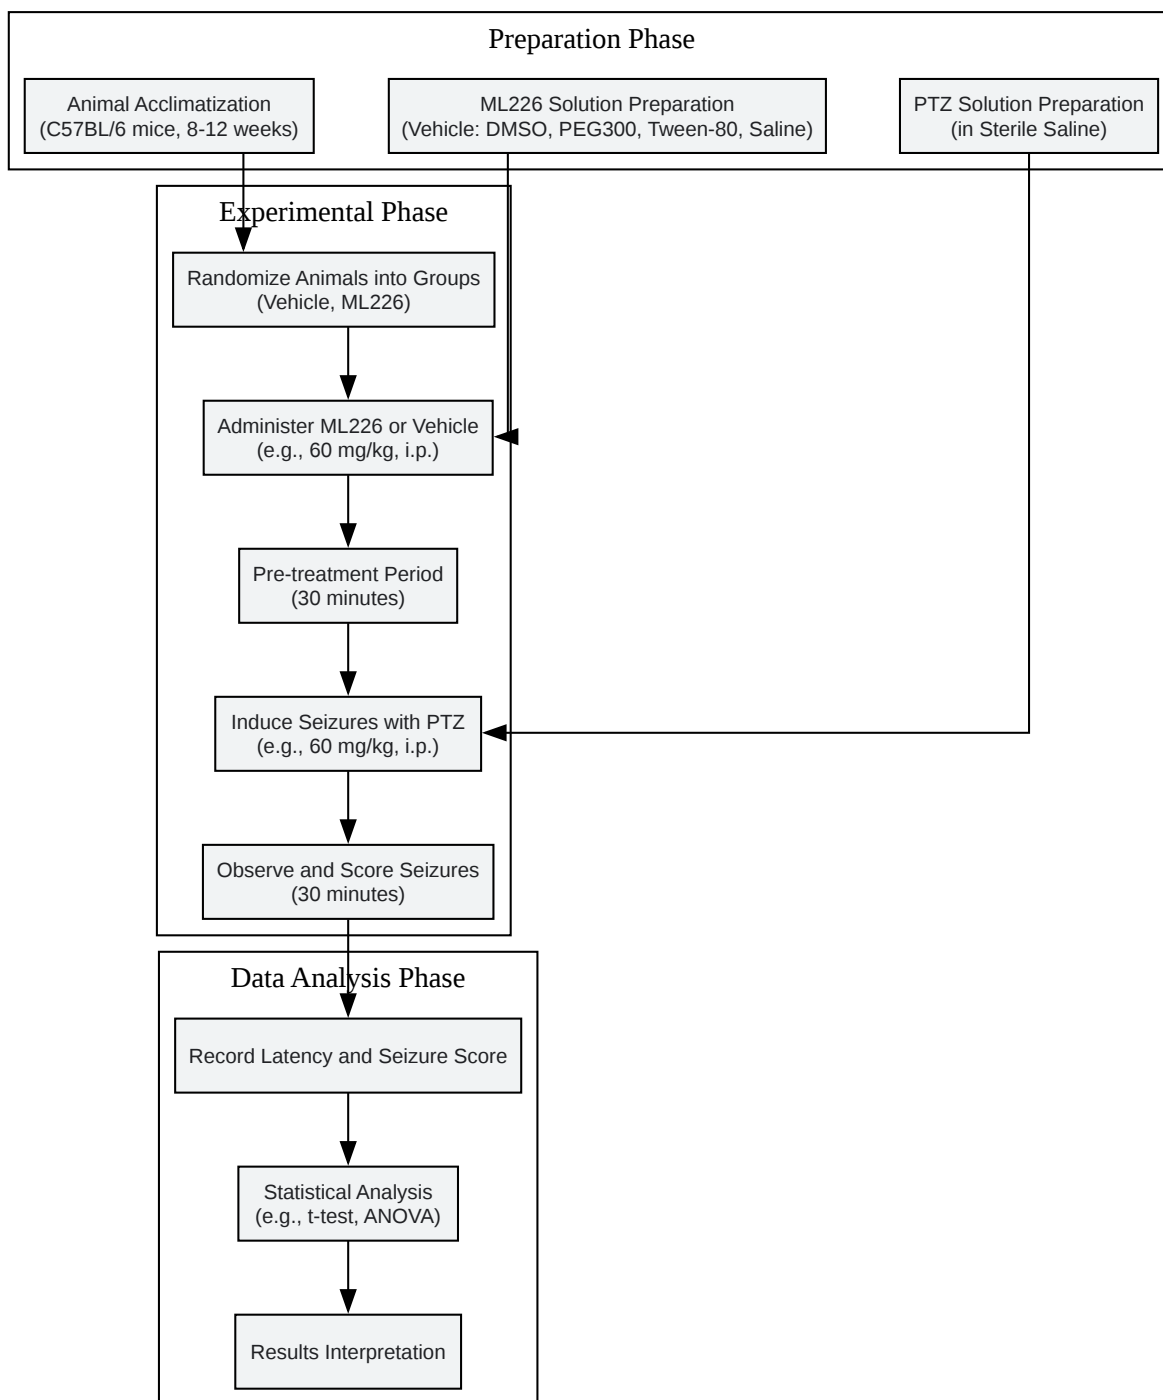 Preparation Phase
Animal Acclimatization
(C57BL/6 mice, 8-12 weeks)
ML226 Solution Preparation
(Vehicle: DMSO, PEG300, Tween-80, Saline)
PTZ Solution Preparation
(in Sterile Saline)
Experimental Phase
Randomize Animals into Groups
(Vehicle, ML226)
Administer ML226 or Vehicle
(e.g., 60 mg/kg, i.p.)
Pre-treatment Period
(30 minutes)
Induce Seizures with PTZ
(e.g., 60 mg/kg, i.p.)
Observe and Score Seizures
(30 minutes)
Data Analysis Phase
Record Latency and Seizure Score
Statistical Analysis
(e.g., t-test, ANOVA)
Results Interpretation